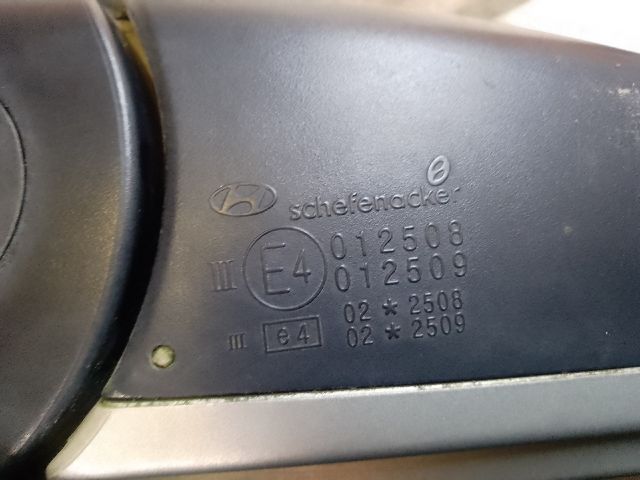 schefenacker
III E4 012508
012509
02 * 2508
III e4 02 * 2509